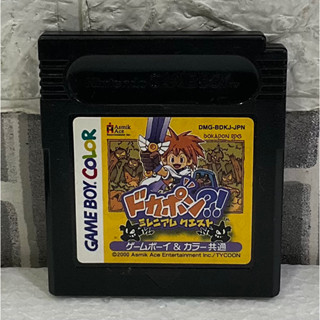 Asmik Ace
DMG-BDKJ-JPN
DOKAPON RPG
GAME BOY COLOR
ドカポン?!
ミレニアム クエスト
ゲームボーイ & カラー 共通
©2000 Asmik Ace Entertainment Inc./TYCOON